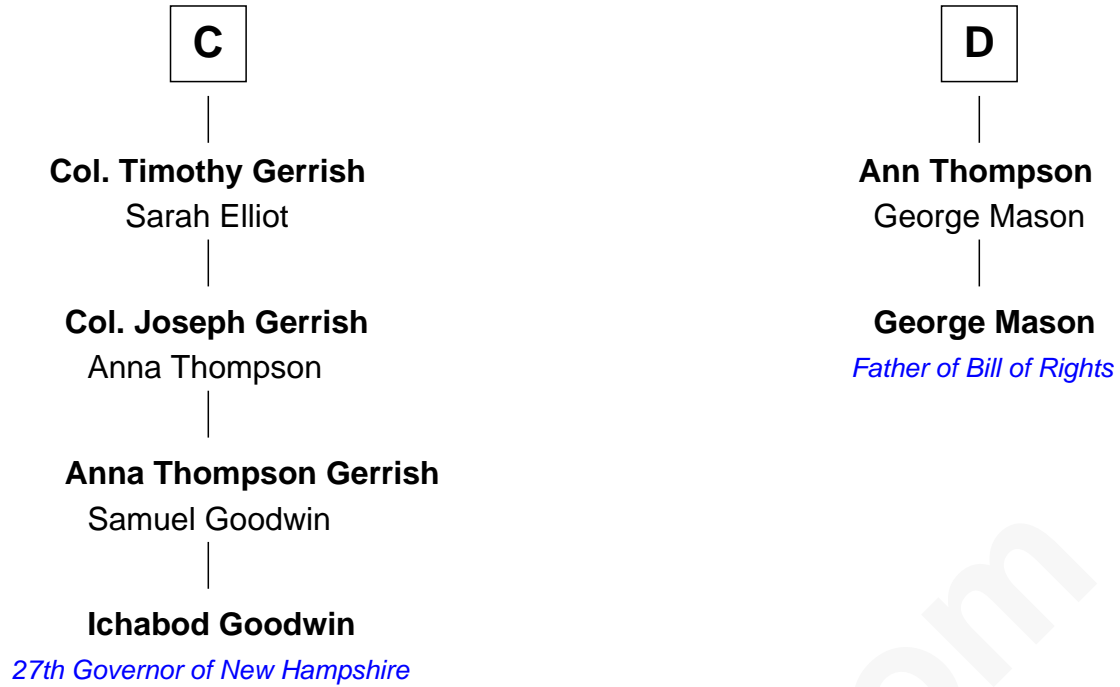 C
Col. Timothy Gerrish
Sarah Elliot
Col. Joseph Gerrish
Anna Thompson
Anna Thompson Gerrish
Samuel Goodwin
Ichabod Goodwin
27th Governor of New Hampshire
D
Ann Thompson
George Mason
George Mason
Father of Bill of Rights
om